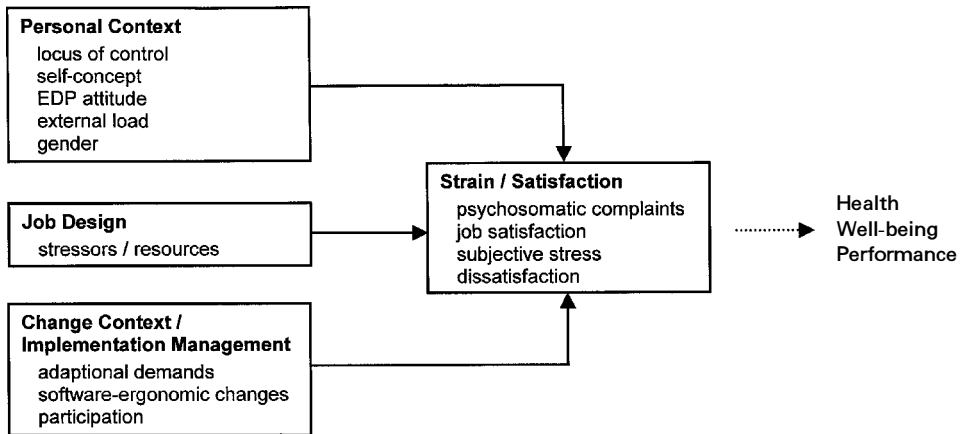 Personal Context
locus of control
self-concept
EDP attitude
external load
gender
Job Design
stressors / resources
Change Context /
Implementation Management
adaptional demands
software-ergonomic changes
participation
Strain / Satisfaction
psychosomatic complaints
job satisfaction
subjective stress
dissatisfaction
Health
Well-being
Performance